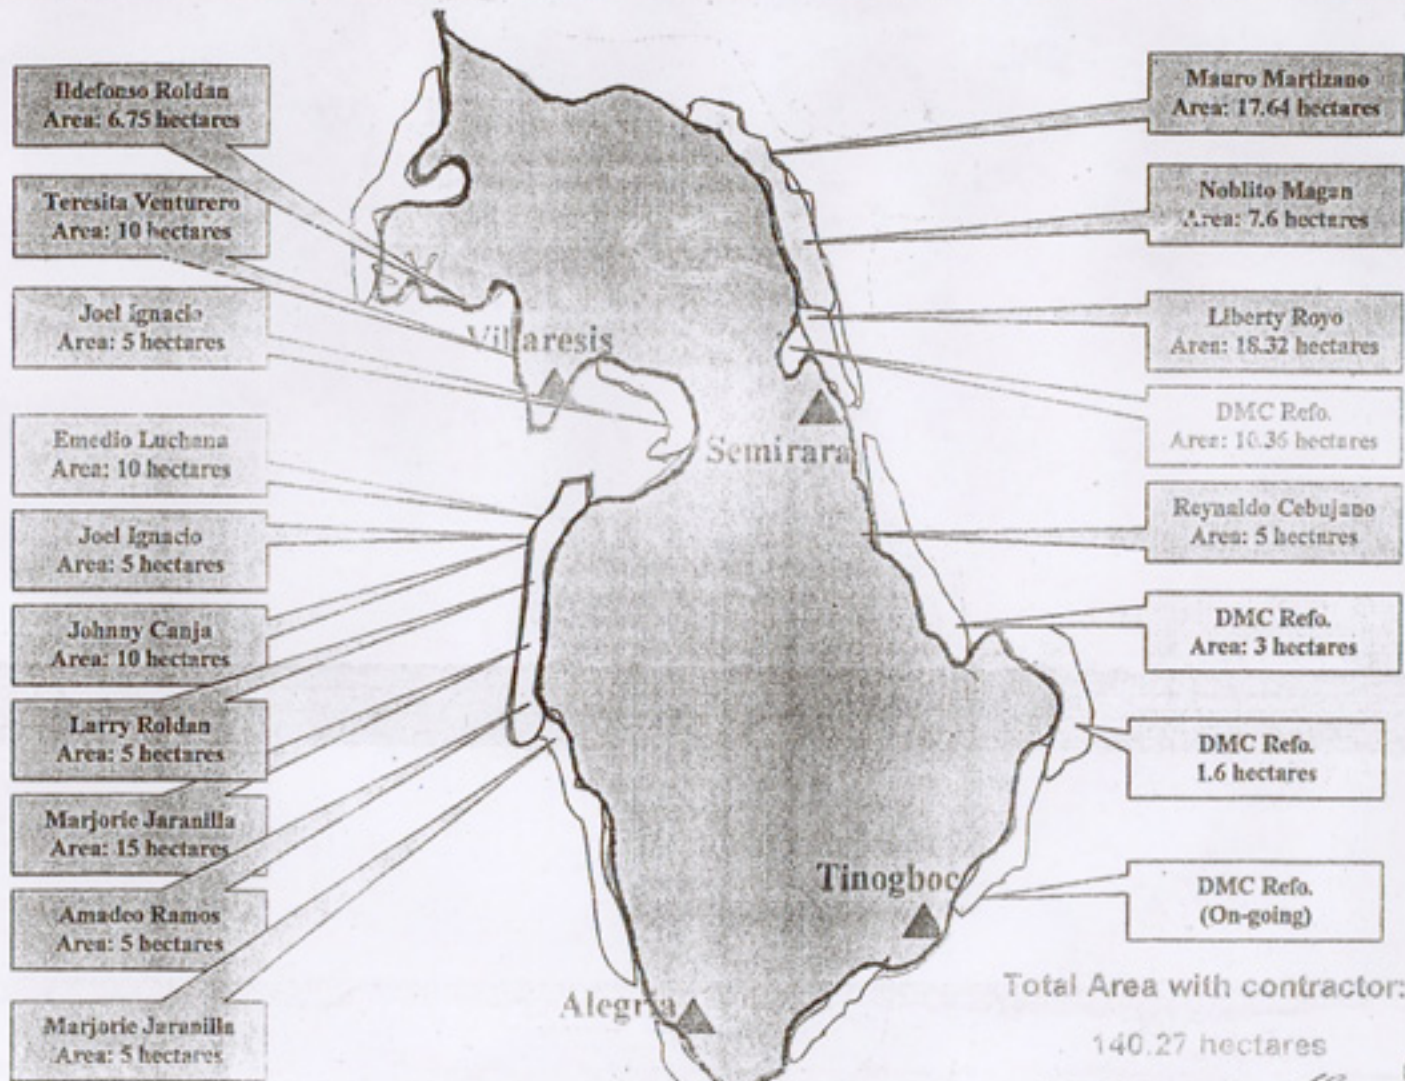 Ildefonso Roldan
Area: 6.75 hectares
Teresita Venturero
Area: 10 hectares
Joel Ignacio
Area: 5 hectares
Emedio Luchana
Area: 10 hectares
Joel Ignacio
Area: 5 hectares
Johnny Canja
Area: 10 hectares
Larry Roldan
Area: 5 hectares
Marjorie Jaranilla
Area: 15 hectares
Amadeo Ramos
Area: 5 hectares
Marjorie Jaranilla
Area: 5 hectares
Villaresis
Semirara
Tinogboc
Alegria
Mauro Martizano
Area: 17.64 hectares
Noblito Magan
Area: 7.6 hectares
Liberty Royo
Area: 18.32 hectares
DMC Refo.
Area: 10.36 hectares
Reynaldo Cebujano
Area: 5 hectares
DMC Refo.
Area: 3 hectares
DMC Refo.
1.6 hectares
DMC Refo.
(On-going)
Total Area with contractor:
140.27 hectares